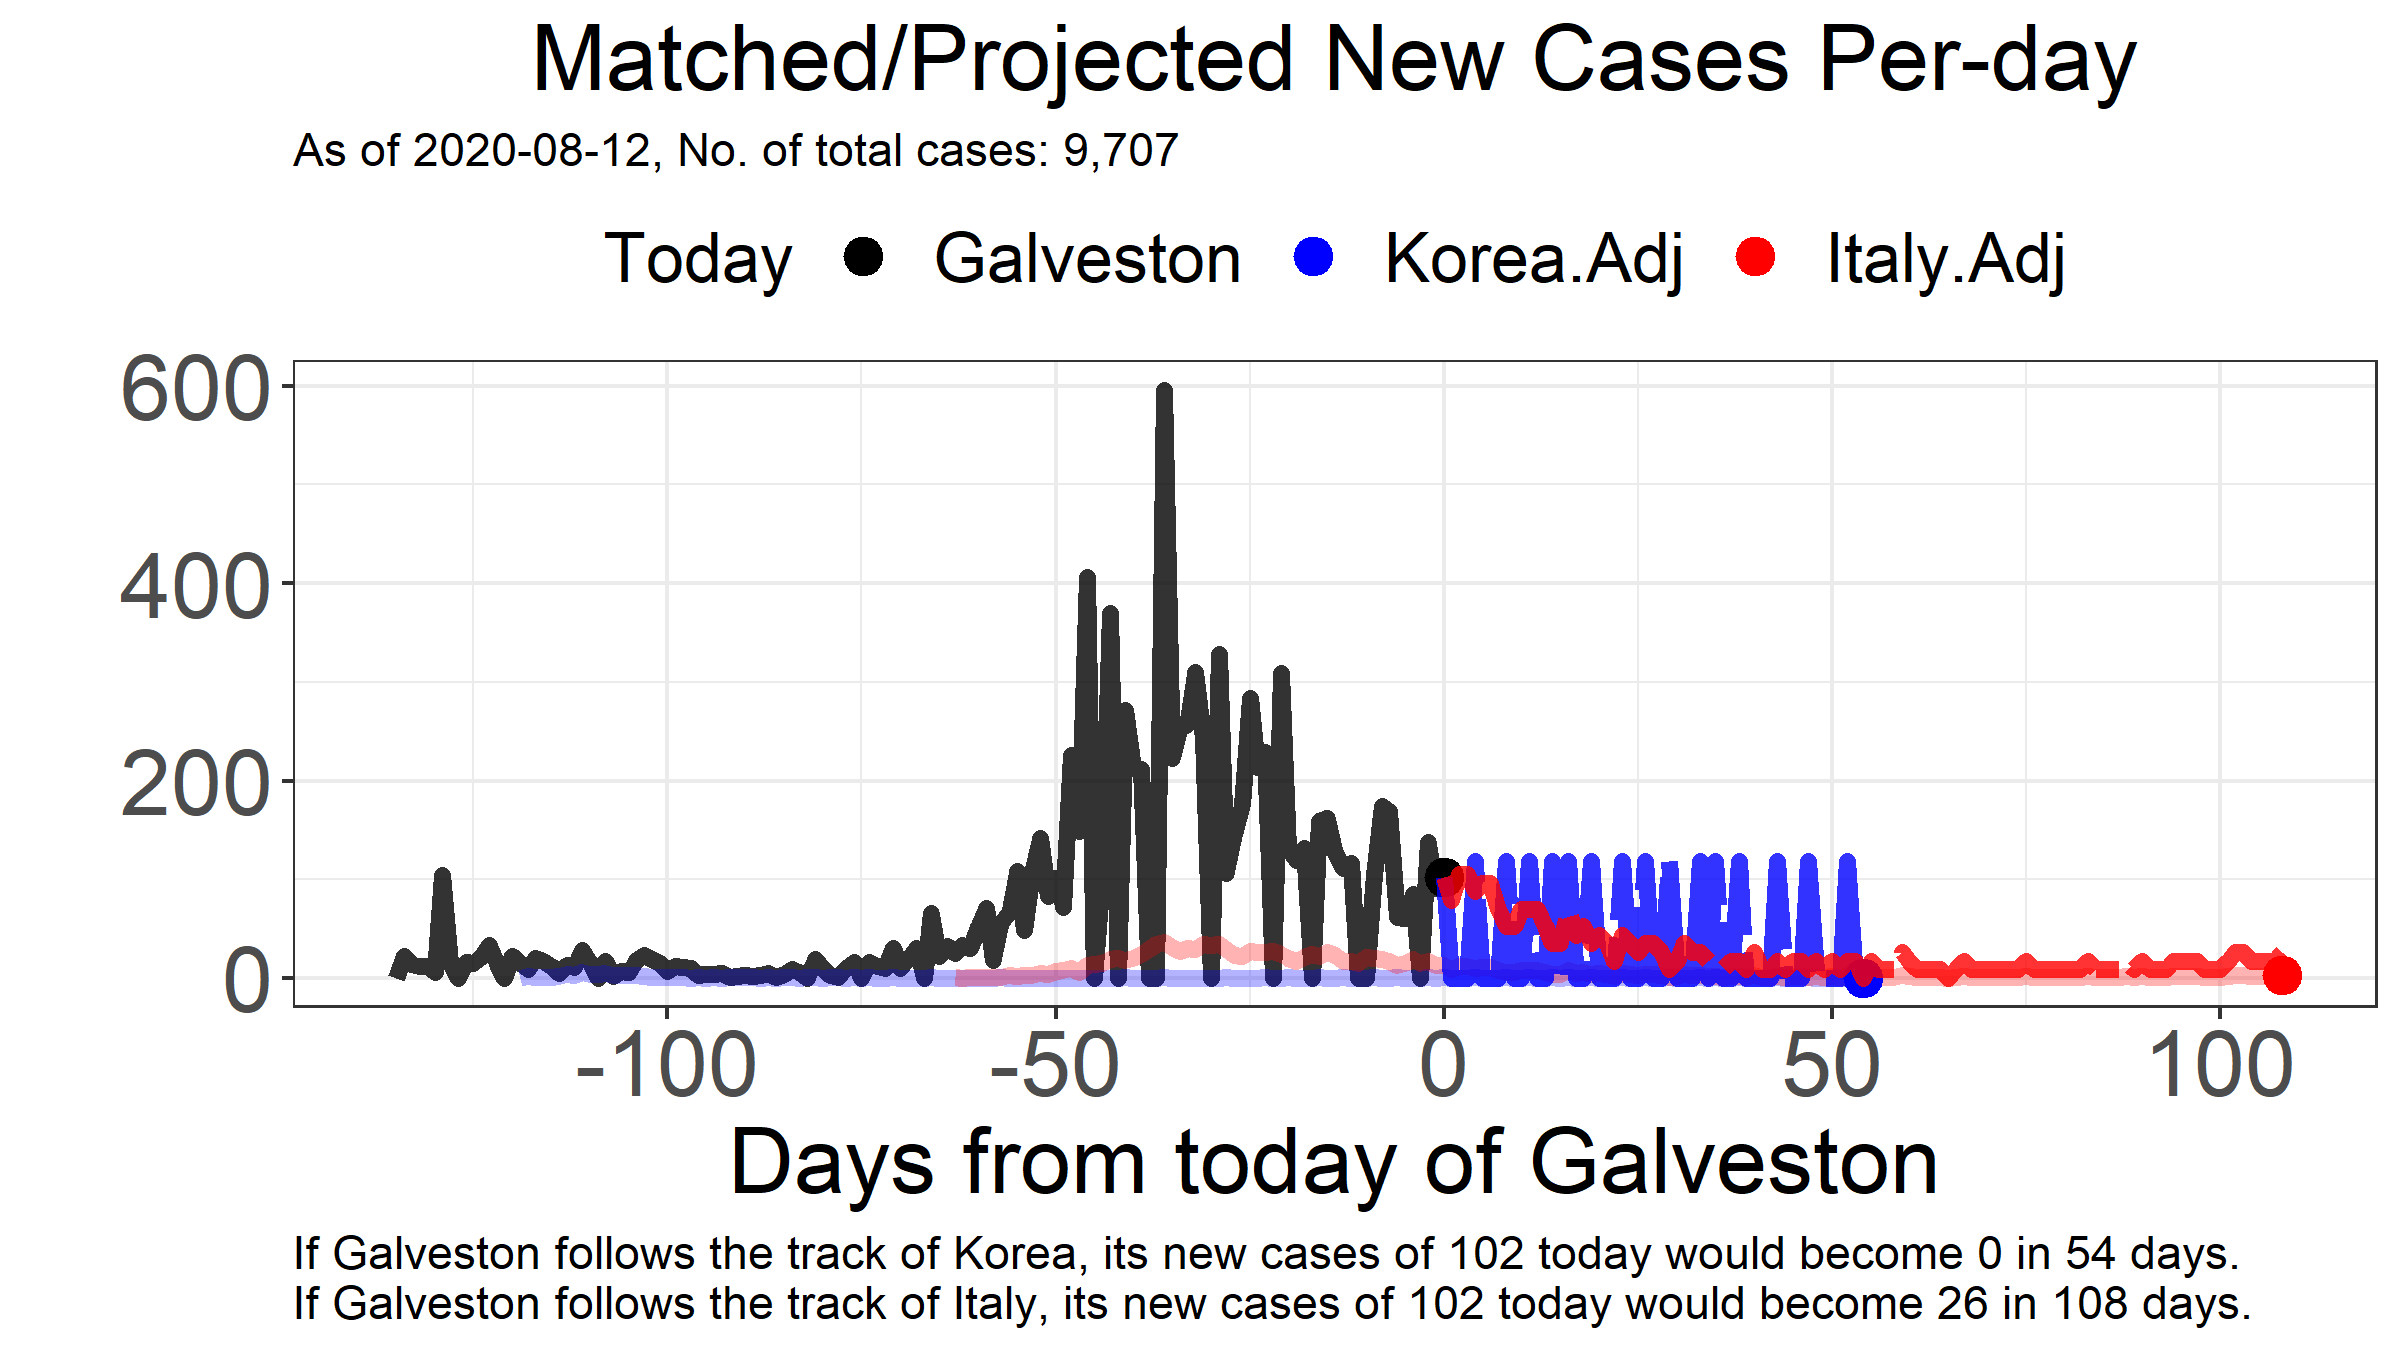 Matched/Projected New Cases Per-day
As of 2020-08-12, No. of total cases: 9,707
Today Galveston Korea.Adj Italy.Adj
600
400
200
0
-100 -50 0 50 100
Days from today of Galveston
If Galveston follows the track of Korea, its new cases of 102 today would become 0 in 54 days.
If Galveston follows the track of Italy, its new cases of 102 today would become 26 in 108 days.